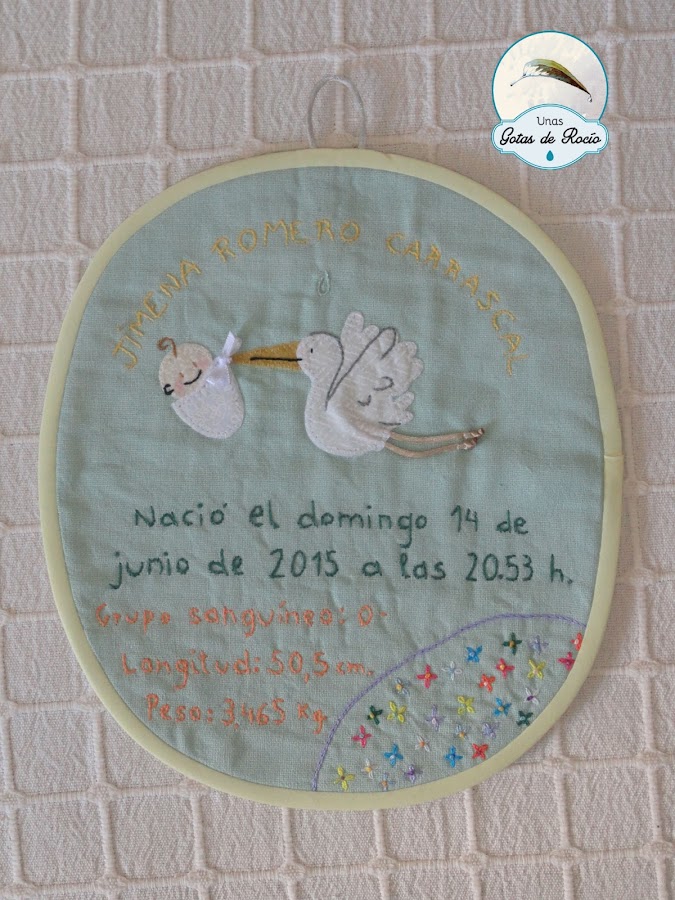 Unas
Gotas de Rocío
JIMENA ROMERO CARRASCAL
Nació el domingo 14 de
junio de 2015 a las 20.53 h.
Grupo sanguíneo: O-
Longitud: 50,5 cm.
Peso: 3,465 Kg